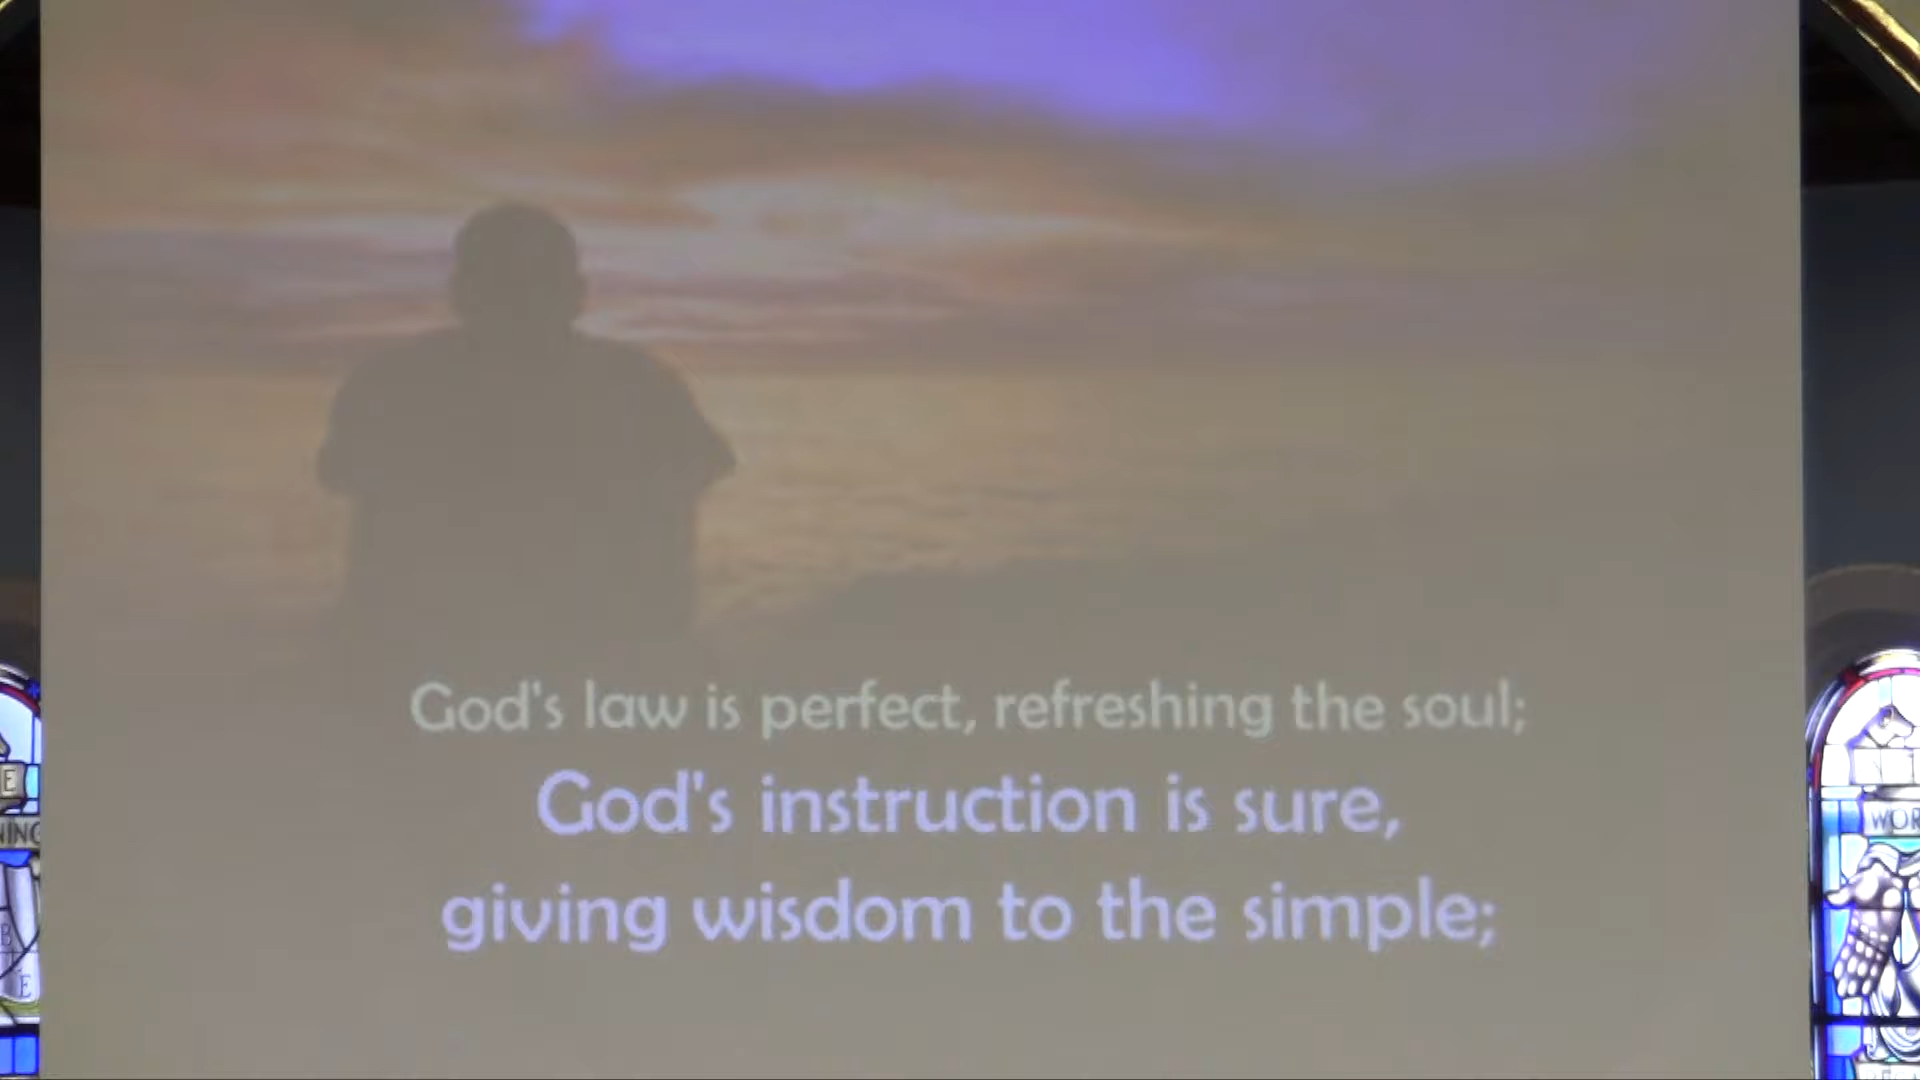 God's law is perfect, refreshing the soul;
God's instruction is sure,
giving wisdom to the simple;
E
B
E